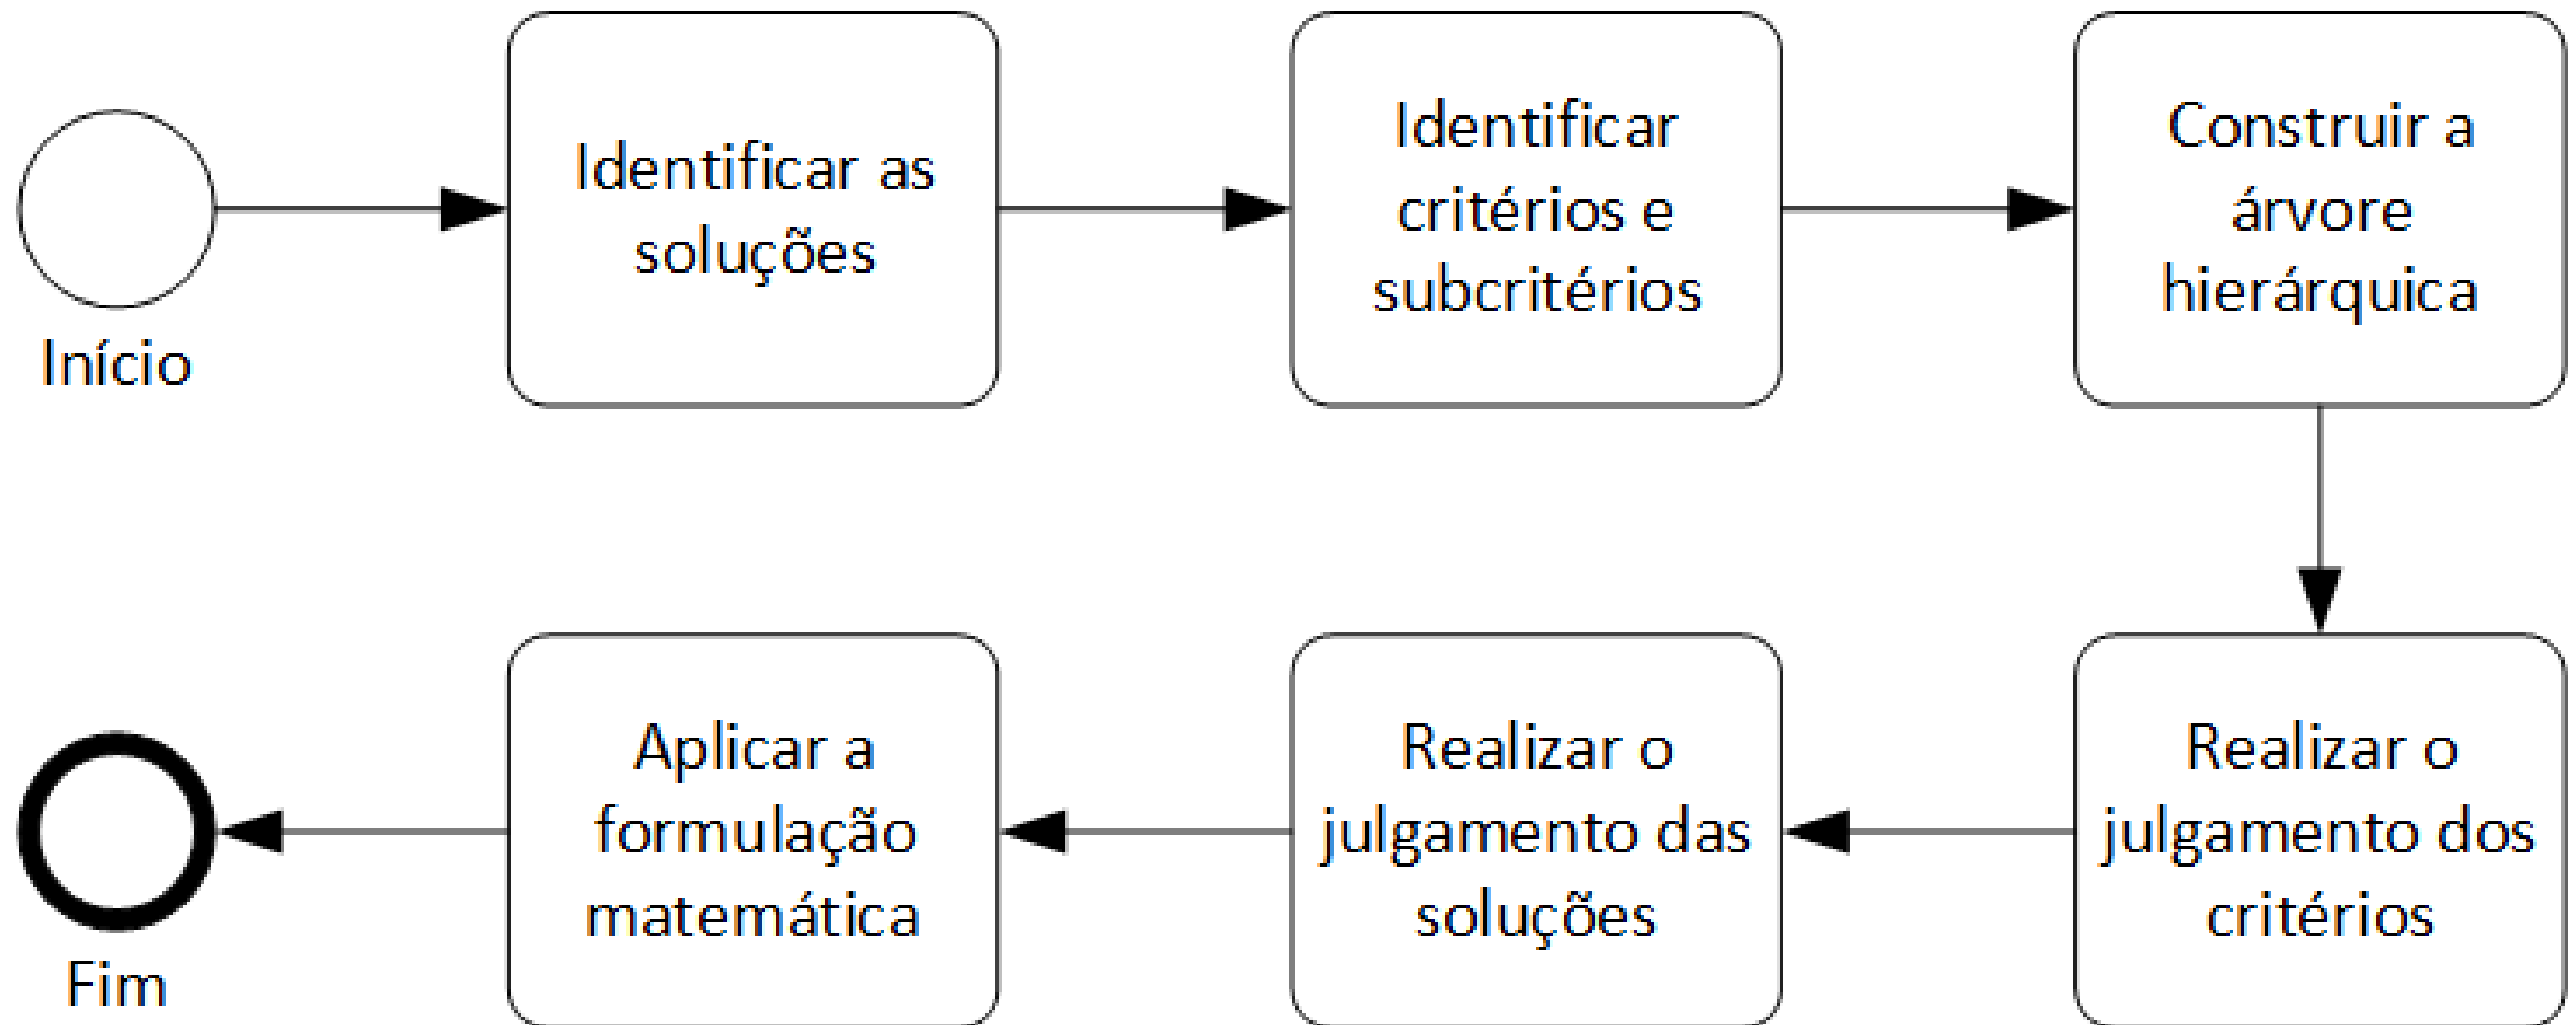 Início
Identificar as
soluções
Identificar
critérios e
subcritérios
Construir a
árvore
hierárquica
Realizar o
julgamento dos
critérios
Realizar o
julgamento das
soluções
Aplicar a
formulação
matemática
Fim